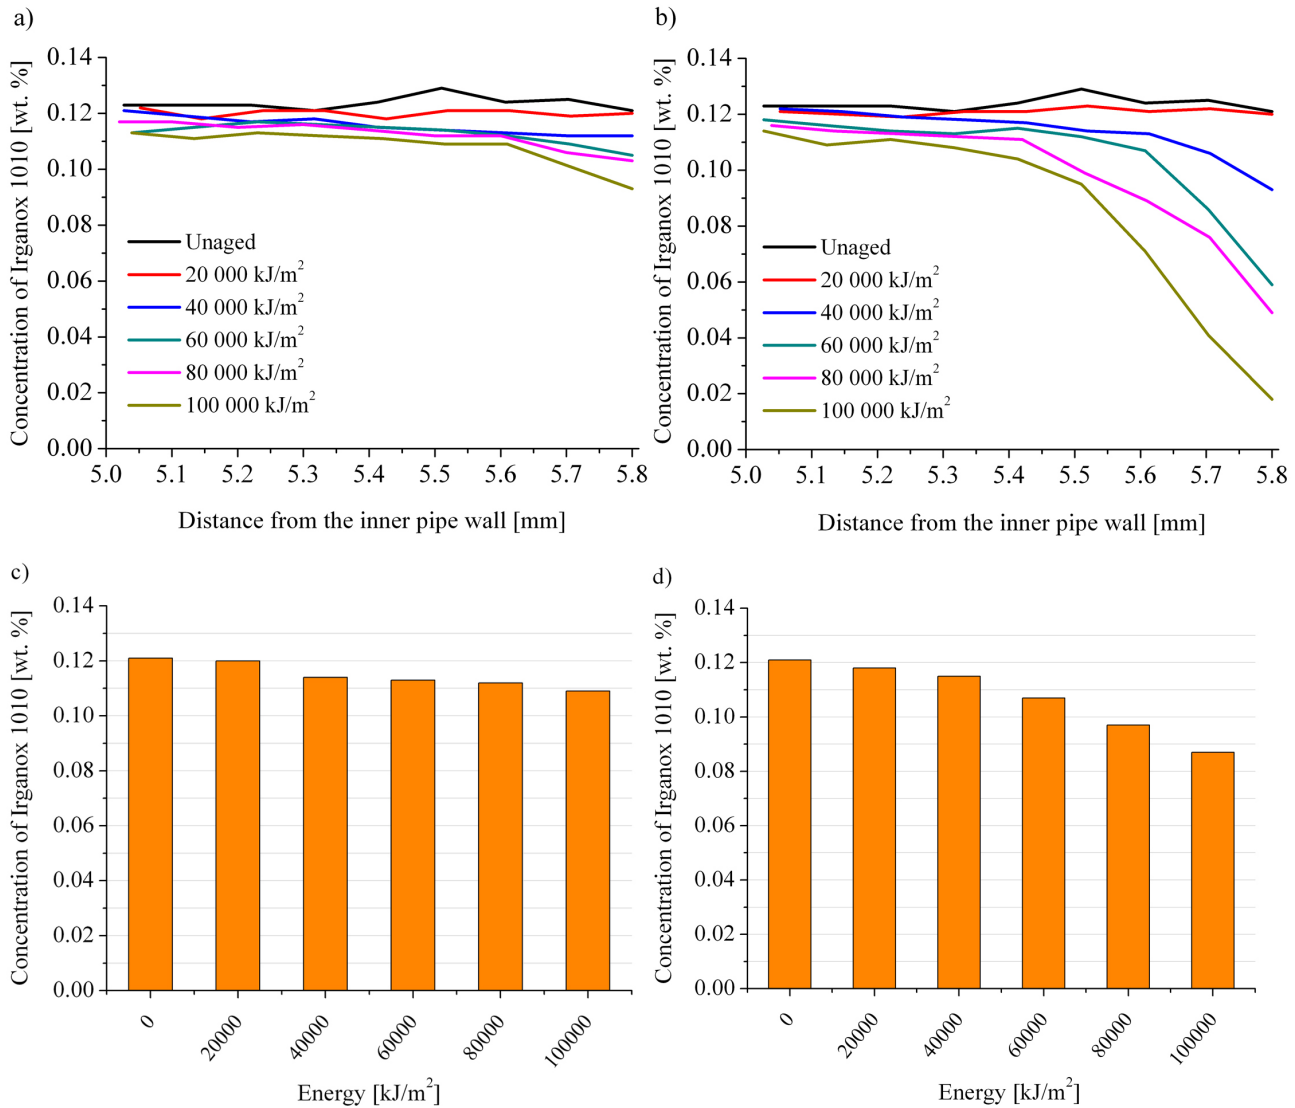 a)
Concentration of Irganox 1010 [wt. %]
0.14
0.12
0.10
0.08
0.06
0.04
0.02
0.00
Unaged
20 000 kJ/m²
40 000 kJ/m²
60 000 kJ/m²
80 000 kJ/m²
100 000 kJ/m²
5.0 5.1 5.2 5.3 5.4 5.5 5.6 5.7 5.8
Distance from the inner pipe wall [mm]
b)
Concentration of Irganox 1010 [wt. %]
0.14
0.12
0.10
0.08
0.06
0.04
0.02
0.00
Unaged
20 000 kJ/m²
40 000 kJ/m²
60 000 kJ/m²
80 000 kJ/m²
100 000 kJ/m²
5.0 5.1 5.2 5.3 5.4 5.5 5.6 5.7 5.8
Distance from the inner pipe wall [mm]
c)
Concentration of Irganox 1010 [wt. %]
0.14
0.12
0.10
0.08
0.06
0.04
0.02
0.00
0 20000 40000 60000 80000 100000
Energy [kJ/m²]
d)
Concentration of Irganox 1010 [wt. %]
0.14
0.12
0.10
0.08
0.06
0.04
0.02
0.00
0 20000 40000 60000 80000 100000
Energy [kJ/m²]